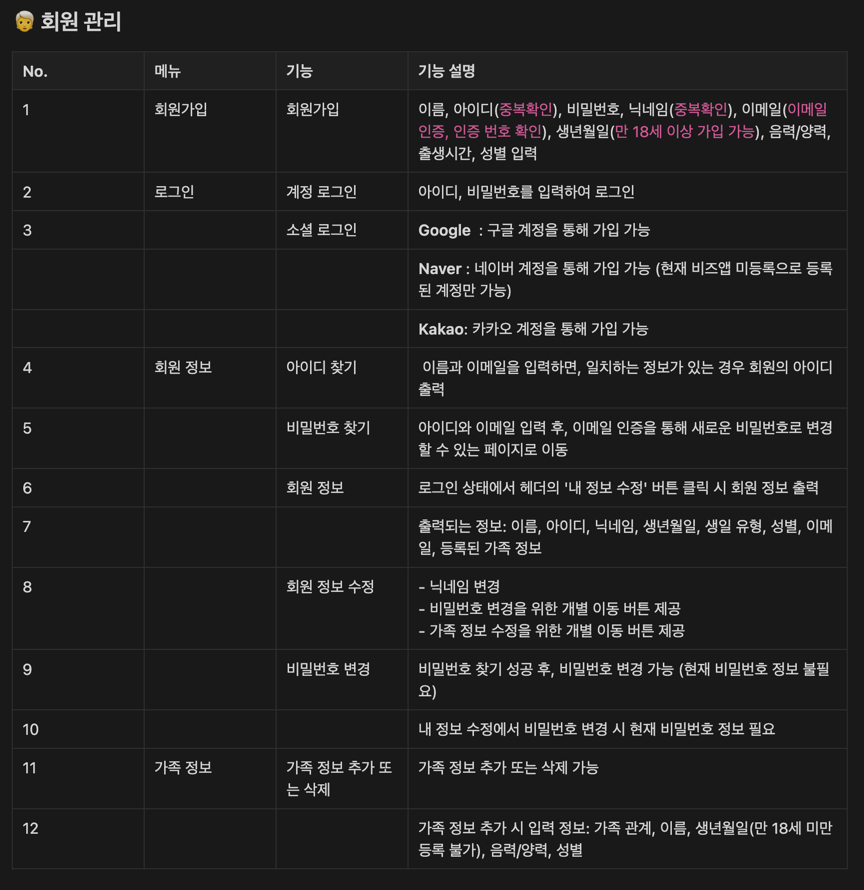 회원 관리
No. 메뉴 기능 기능 설명
1 회원가입 회원가입 이름, 아이디(중복확인), 비밀번호, 닉네임(중복확인), 이메일(이메일
인증, 인증 번호 확인), 생년월일(만 18세 이상 가입 가능), 음력/양력,
출생시간, 성별 입력
2 로그인 계정 로그인 아이디, 비밀번호를 입력하여 로그인
3 소셜 로그인 Google : 구글 계정을 통해 가입 가능
Naver : 네이버 계정을 통해 가입 가능 (현재 비즈앱 미등록으로 등록
된 계정만 가능)
Kakao: 카카오 계정을 통해 가입 가능
4 회원 정보 아이디 찾기 이름과 이메일을 입력하면, 일치하는 정보가 있는 경우 회원의 아이디
출력
5 비밀번호 찾기 아이디와 이메일 입력 후, 이메일 인증을 통해 새로운 비밀번호로 변경
할 수 있는 페이지로 이동
6 회원 정보 로그인 상태에서 헤더의 '내 정보 수정' 버튼 클릭 시 회원 정보 출력
7 출력되는 정보: 이름, 아이디, 닉네임, 생년월일, 생일 유형, 성별, 이메
일, 등록된 가족 정보
8 회원 정보 수정 - 닉네임 변경
- 비밀번호 변경을 위한 개별 이동 버튼 제공
- 가족 정보 수정을 위한 개별 이동 버튼 제공
9 비밀번호 변경 비밀번호 찾기 성공 후, 비밀번호 변경 가능 (현재 비밀번호 정보 불필
요)
10 내 정보 수정에서 비밀번호 변경 시 현재 비밀번호 정보 필요
11 가족 정보 가족 정보 추가 또 가족 정보 추가 또는 삭제 가능
는 삭제
12 가족 정보 추가 시 입력 정보: 가족 관계, 이름, 생년월일(만 18세 미만
등록 불가), 음력/양력, 성별